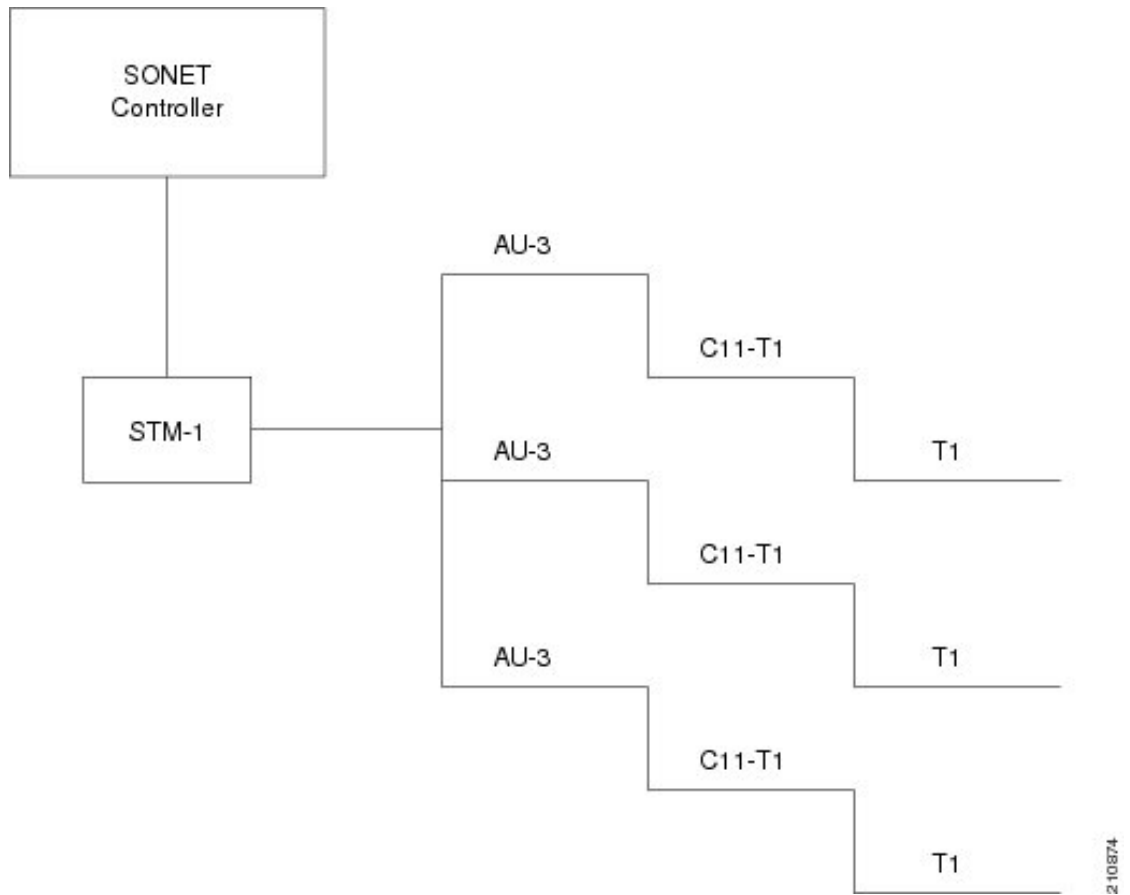 SONET
Controller
STM-1
AU-3
C11-T1
T1
AU-3
C11-T1
T1
AU-3
C11-T1
T1
210874